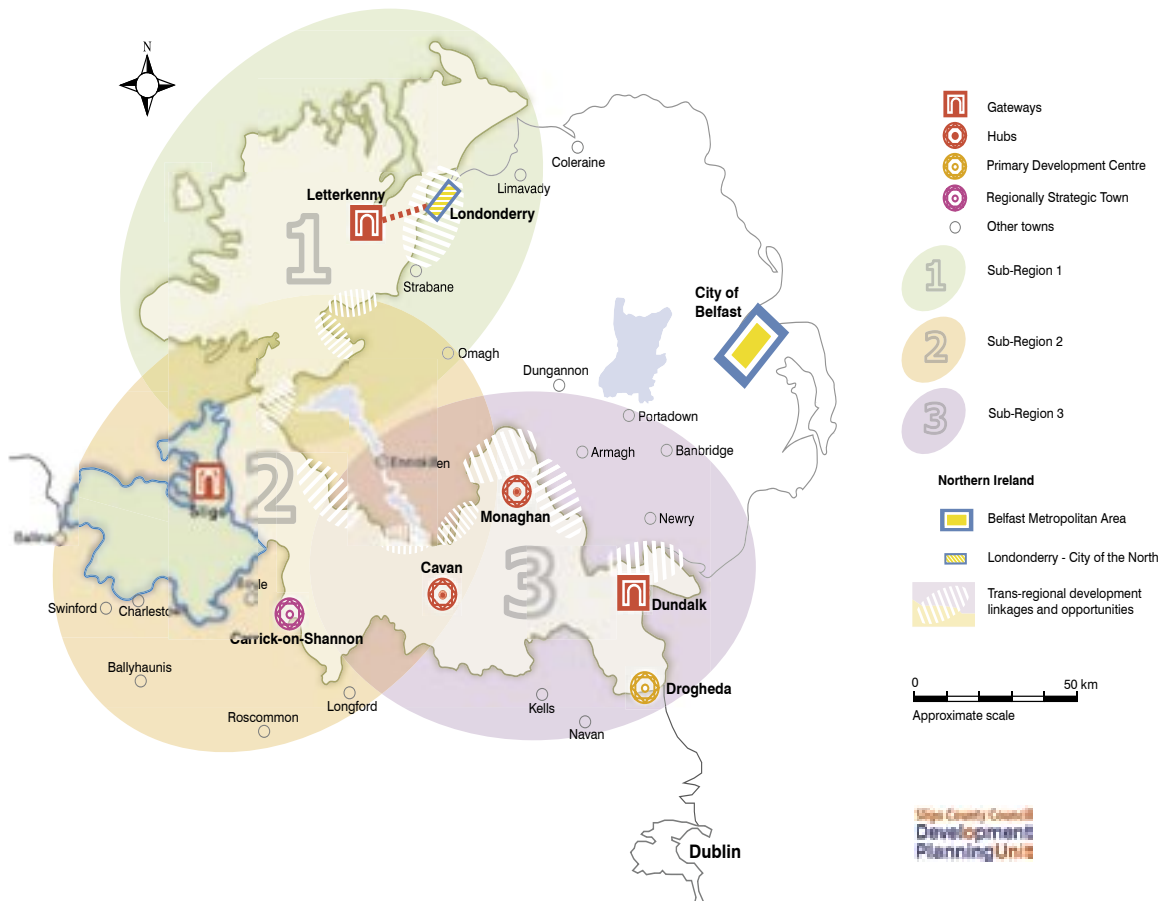 N
Coleraine
Limavady
Letterkenny
Londonderry
1
Strabane
City of
Belfast
Omagh
Dungannon
Portadown
Armagh
Banbridge
Enniskillen
2
Sligo
Monaghan
Newry
Ballina
Cavan
3
Dundalk
Boyle
Swinford
Charlestown
Carrick-on-Shannon
Ballyhaunis
Longford
Roscommon
Kells
Navan
Drogheda
Dublin
Gateways
Hubs
Primary Development Centre
Regionally Strategic Town
Other towns
1
Sub-Region 1
2
Sub-Region 2
3
Sub-Region 3
Northern Ireland
Belfast Metropolitan Area
Londonderry - City of the North
Trans-regional development
linkages and opportunities
0
50 km
Approximate scale
Sligo County Council
Development
PlanningUnit